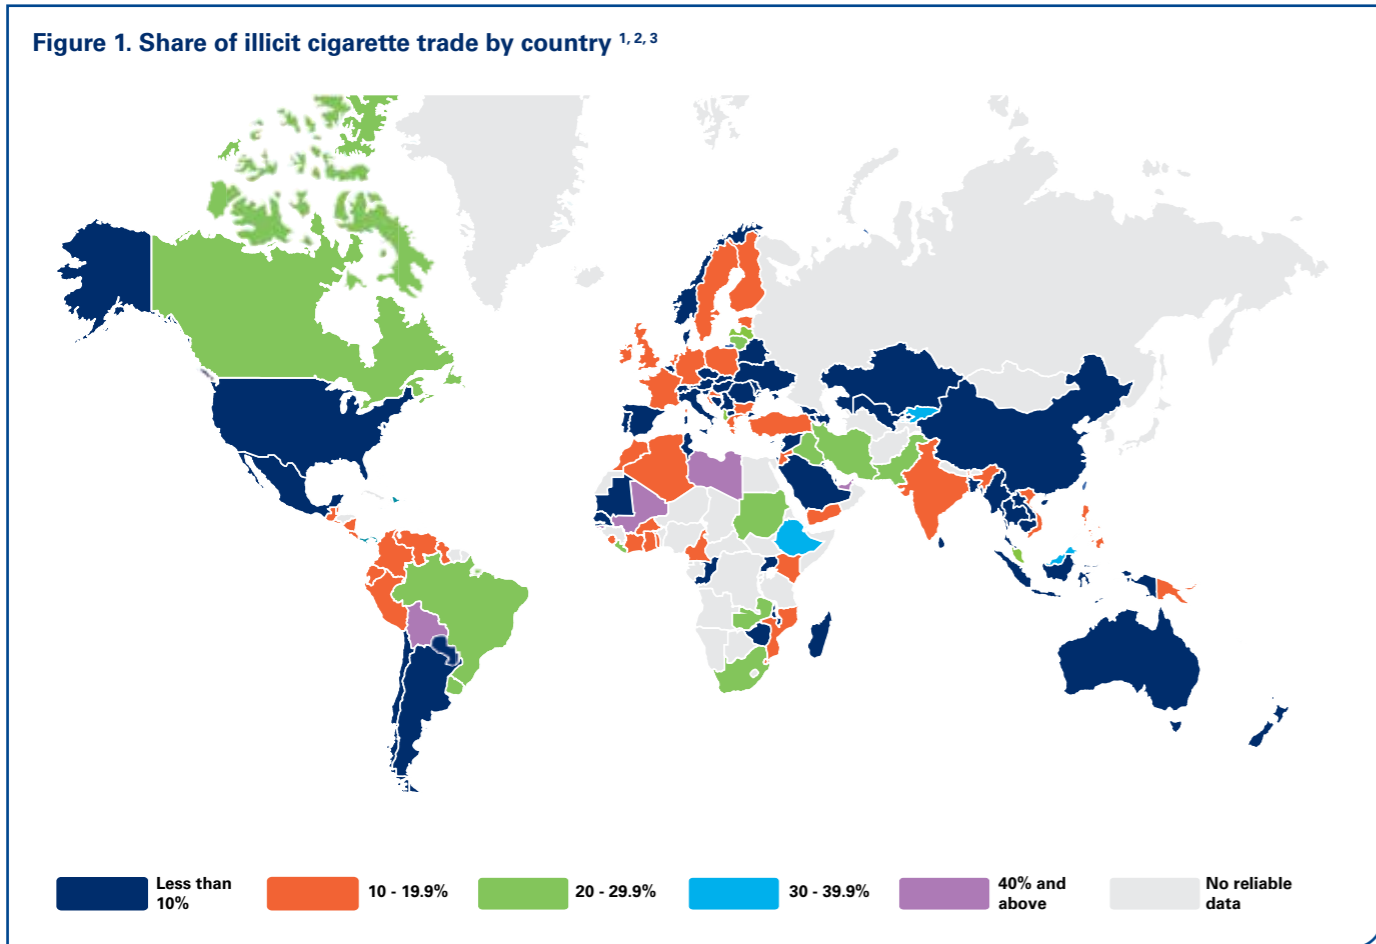 Figure 1. Share of illicit cigarette trade by country 1, 2, 3
Less than
10%
10 - 19.9%
20 - 29.9%
30 - 39.9%
40% and
above
No reliable
data